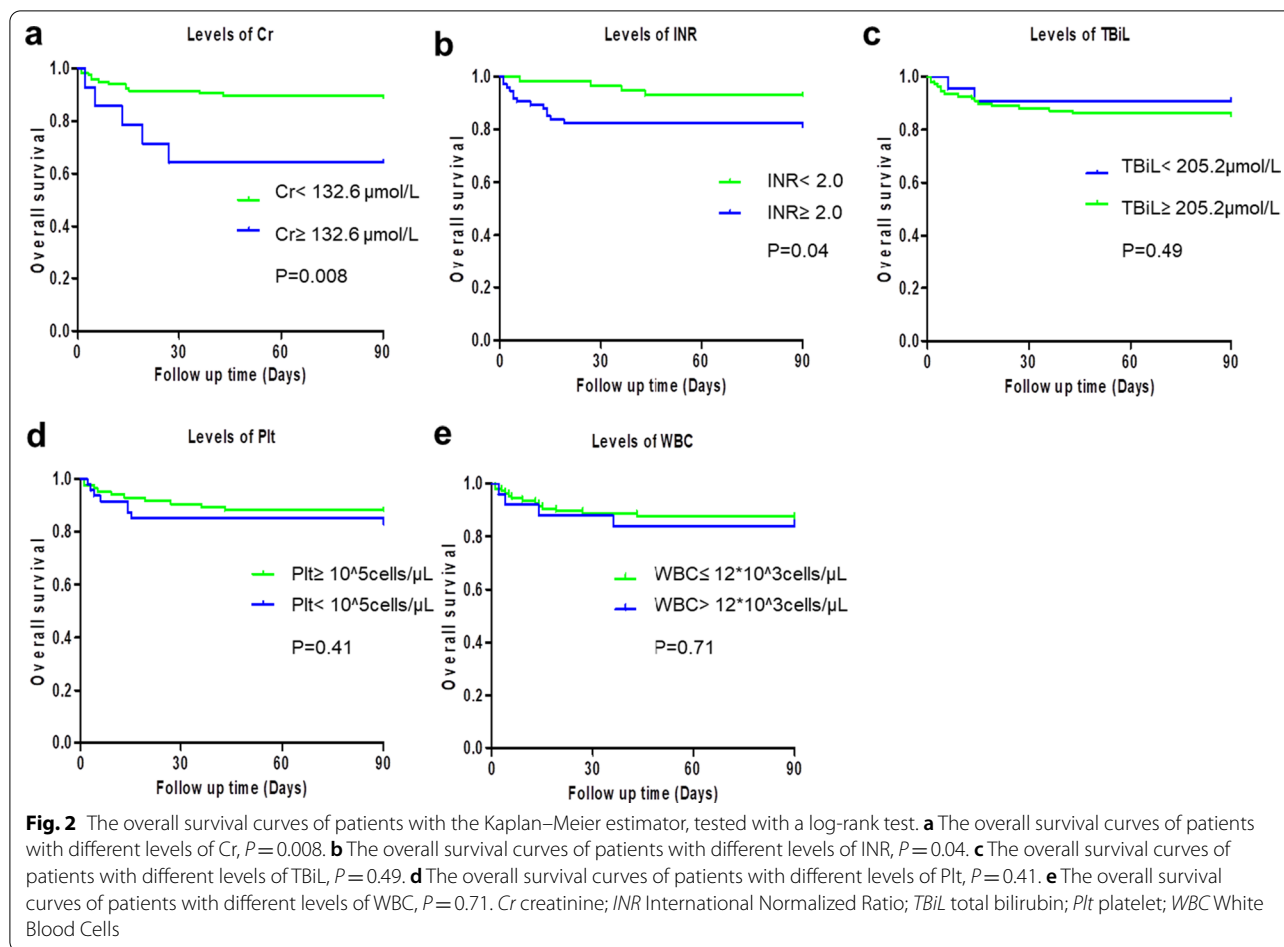 a
Levels of Cr
1.0
0.8
0.6
0.4
0.2
0.0
Overall survival
Cr< 132.6 µmol/L
Cr≥ 132.6 µmol/L
P=0.008
0 30 60 90
Follow up time (Days)
b
Levels of INR
1.0
0.8
0.6
0.4
0.2
0.0
Overall survival
INR< 2.0
INR≥ 2.0
P=0.04
0 30 60 90
Follow up time (Days)
c
Levels of TBiL
1.0
0.8
0.6
0.4
0.2
0.0
Overall survival
TBiL< 205.2µmol/L
TBiL≥ 205.2µmol/L
P=0.49
0 30 60 90
Follow up time (Days)
d
Levels of Plt
1.0
0.8
0.6
0.4
0.2
0.0
Overall survival
Plt≥ 10^5cells/µL
Plt< 10^5cells/µL
P=0.41
0 30 60 90
Follow up time (Days)
e
Levels of WBC
1.0
0.8
0.6
0.4
0.2
0.0
Overall survival
WBC≤ 12*10^3cells/µL
WBC> 12*10^3cells/µL
P=0.71
0 30 60 90
Follow up time (Days)
Fig. 2 The overall survival curves of patients with the Kaplan–Meier estimator, tested with a log-rank test. a The overall survival curves of patients
with different levels of Cr, P = 0.008. b The overall survival curves of patients with different levels of INR, P = 0.04. c The overall survival curves of
patients with different levels of TBiL, P = 0.49. d The overall survival curves of patients with different levels of Plt, P = 0.41. e The overall survival
curves of patients with different levels of WBC, P = 0.71. Cr creatinine; INR International Normalized Ratio; TBiL total bilirubin; Plt platelet; WBC White
Blood Cells